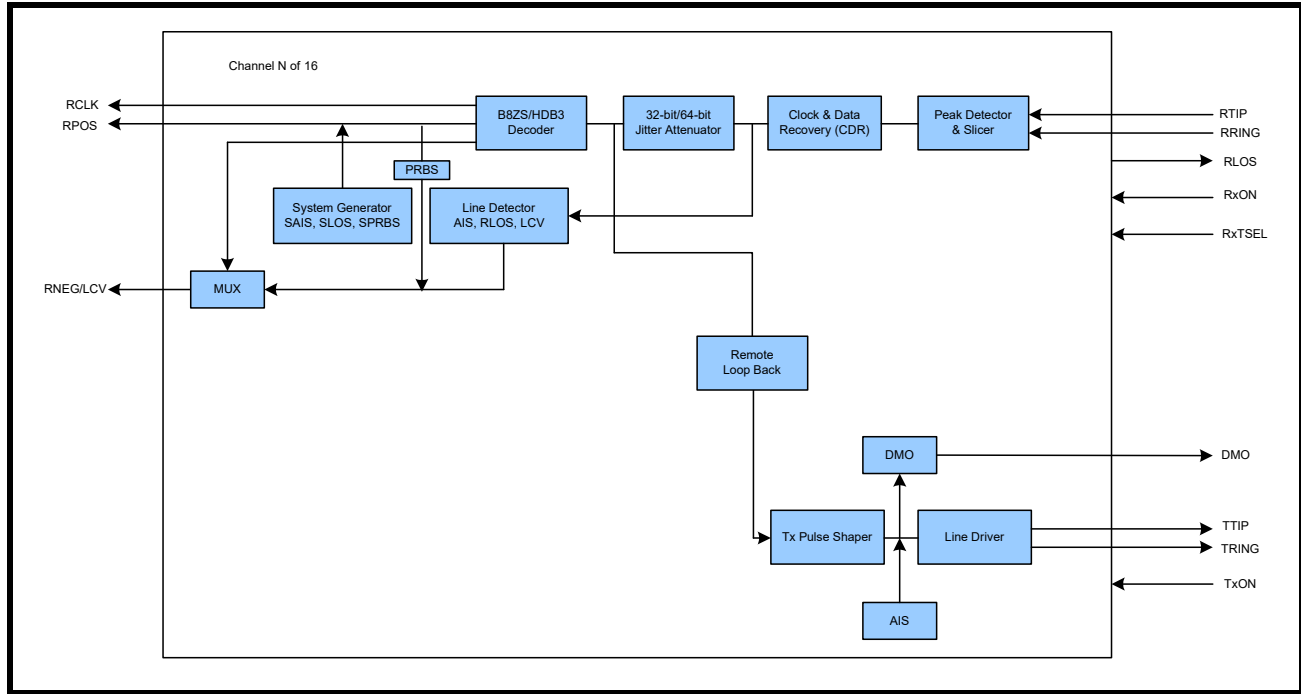 Channel N of 16
RCLK
RPOS
B8ZS/HDB3
Decoder
32-bit/64-bit
Jitter Attenuator
Clock & Data
Recovery (CDR)
Peak Detector
& Slicer
RTIP
RRING
RLOS
RxON
RxTSEL
PRBS
System Generator
SAIS, SLOS, SPRBS
Line Detector
AIS, RLOS, LCV
RNEG/LCV
MUX
Remote
Loop Back
DMO
DMO
Tx Pulse Shaper
Line Driver
TTIP
TRING
TxON
AIS